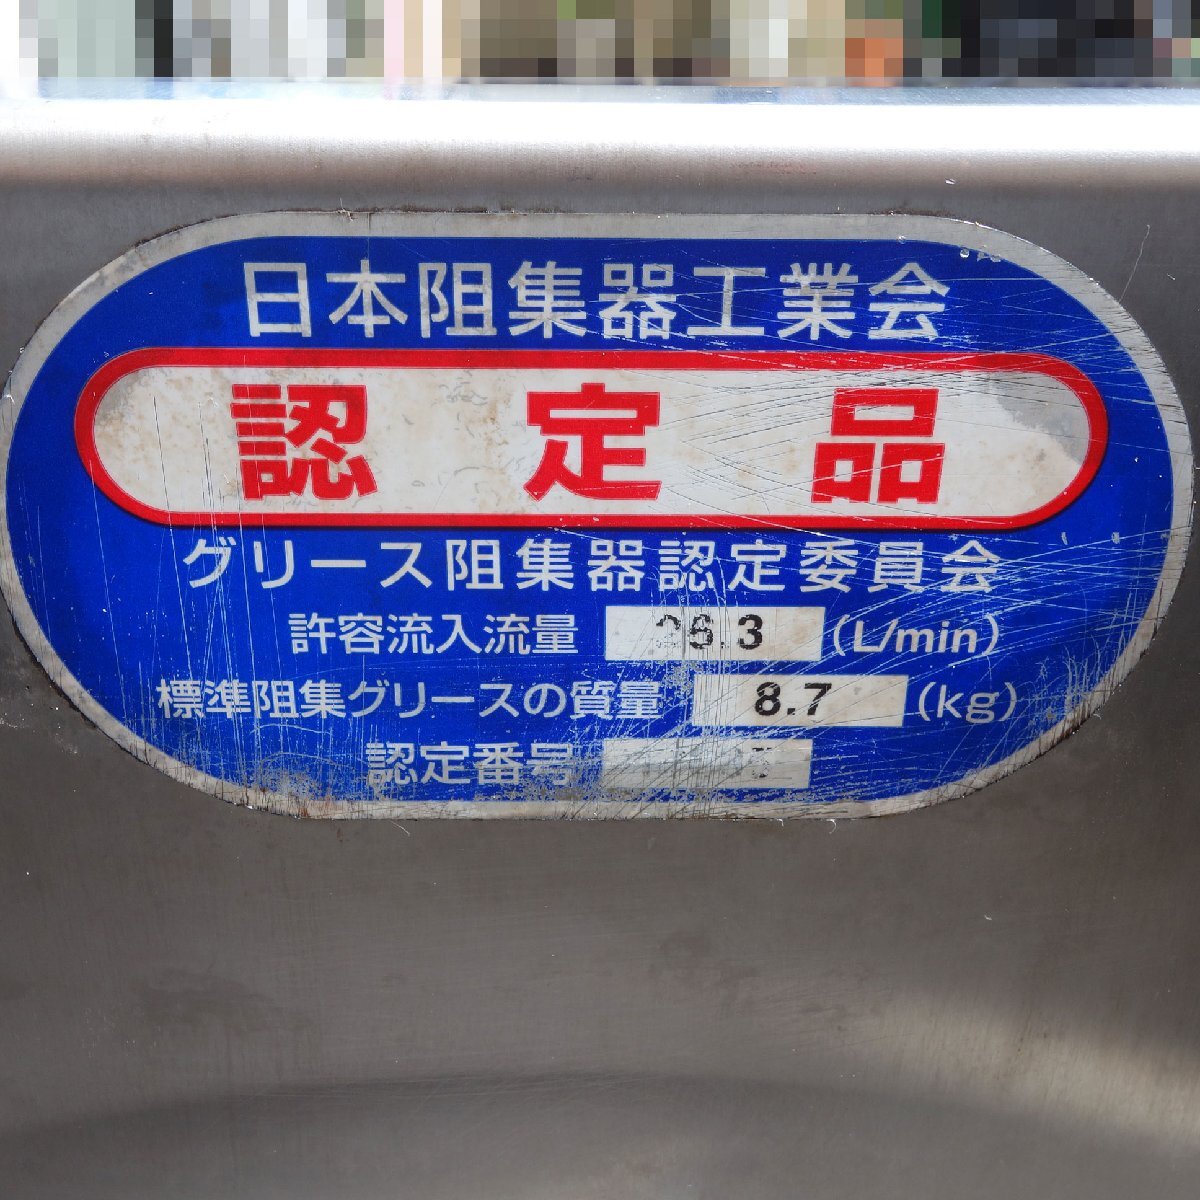 日本阻集器工業会
認定品
グリース阻集器認定委員会
許容流入流量 (L/min)
標準阻集グリースの質量 8.7 (kg)
認定番号